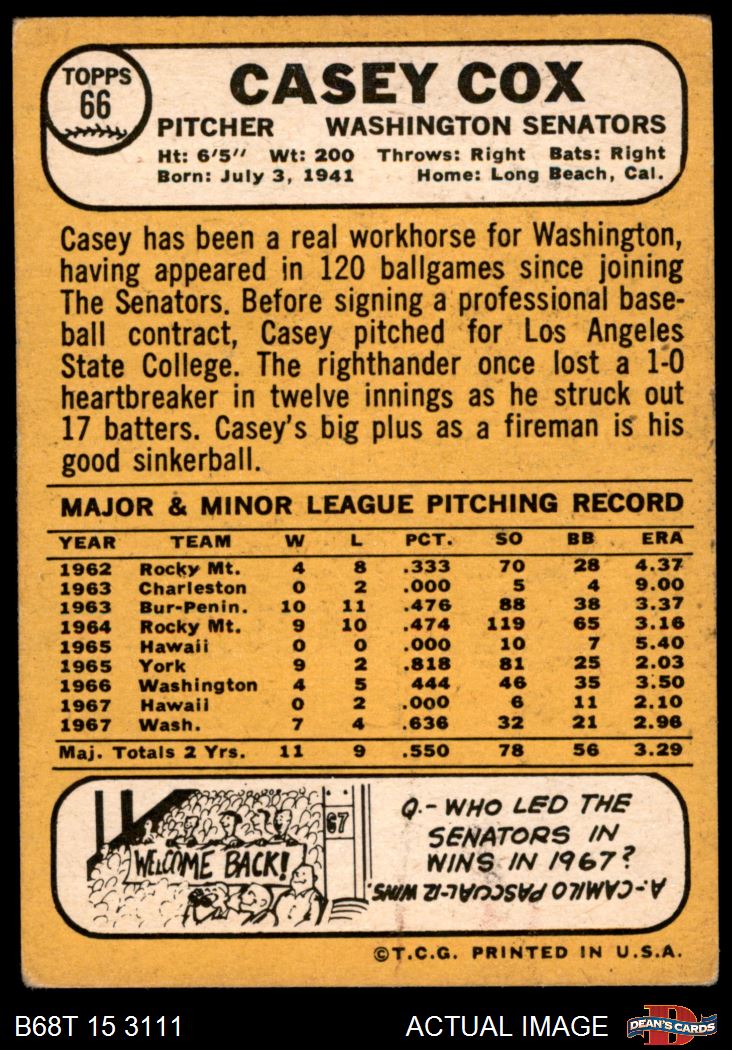 TOPPS
66
CASEY COX
PITCHER WASHINGTON SENATORS
Ht: 6'5'' Wt: 200 Throws: Right Bats: Right
Born: July 3, 1941 Home: Long Beach, Cal.
Casey has been a real workhorse for Washington,
having appeared in 120 ballgames since joining
The Senators. Before signing a professional base-
ball contract, Casey pitched for Los Angeles
State College. The righthander once lost a 1-0
heartbreaker in twelve innings as he struck out
17 batters. Casey's big plus as a fireman is his
good sinkerball.
MAJOR & MINOR LEAGUE PITCHING RECORD
YEAR TEAM W L PCT. SO BB ERA
1962 Rocky Mt. 4 8 .333 70 28 4.37
1963 Charleston 0 2 .000 5 4 9.00
1963 Bur-Penin. 10 11 .476 88 38 3.37
1964 Rocky Mt. 9 10 .474 119 65 3.16
1965 Hawaii 0 0 .000 10 7 5.40
1965 York 9 2 .818 81 25 2.03
1966 Washington 4 5 444 46 35 3.50
1967 Hawaii 0 2 .000 6 11 2.10
1967 Wash. 7 4 .636 32 21 2.96
Maj. Totals 2 Yrs. 11 9 .550 78 56 3.29
67
WELCOME BACK!
Q.- WHO LED THE
SENATORS IN
WINS IN 1967?
A.- CAMILO PASCUAL-12 WINS.
©T.C.G. PRINTED IN U.S.A.
B68T 15 3111 ACTUAL IMAGE
DEAN'S CARDS